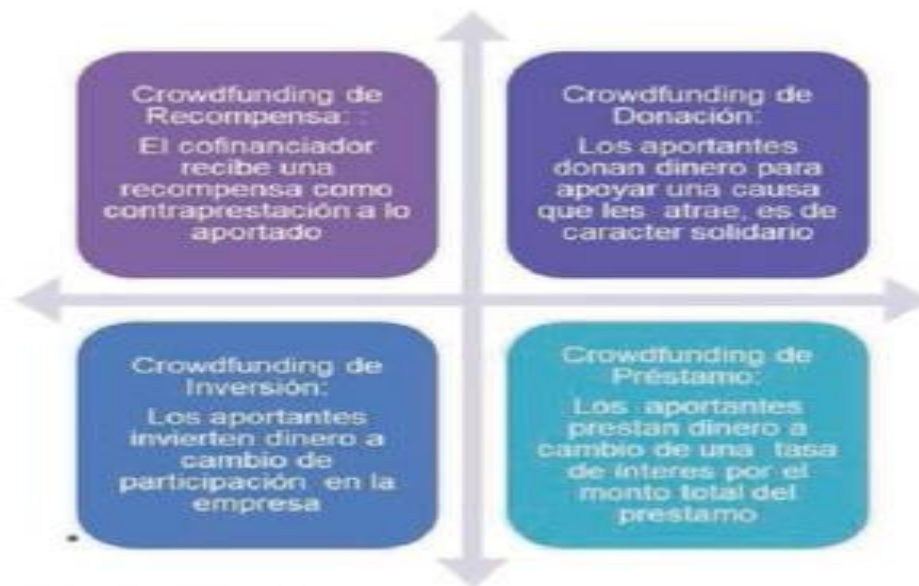 Crowdfunding de
Recompensa: :
El cofinanciador
recibe una
recompensa como
contraprestación a lo
aportado
Crowdfunding de
Donación:
Los aportantes
donan dinero para
apoyar una causa
que les atrae, es de
caracter solidario
Crowdfunding de
Inversión:
Los aportantes
invierten dinero a
cambio de
participación en la
empresa
Crowdfunding de
Préstamo:
Los aportantes
prestan dinero a
cambio de una tasa
de interes por el
monto total del
prestamo